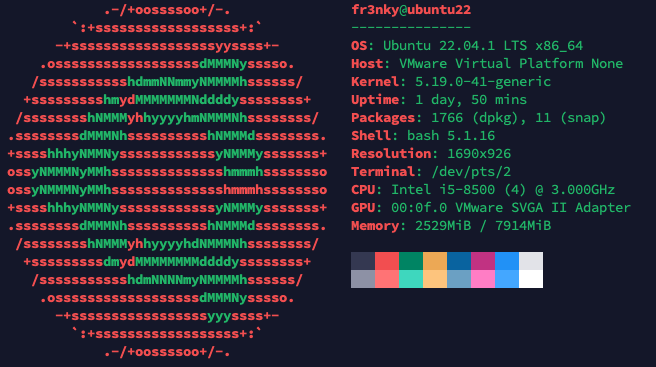 .-/+oossssoo+/-.
`:+ssssssssssssssssss+:`
-+ssssssssssssssssssyyssss+-
.ossssssssssssssssssdMMMNysssso.
/ssssssssssshdmmNNmmyNMMMMhssssss/
+ssssssssshmydMMMMMMMNddddyssssssss+
/sssssssshNMMMyhhyyyyhmNMMMNhssssssss/
.ssssssssdMMMNhsssssssssshNMMMdssssssss.
+sssshhhyNMMNyssssssssssssyNMMMysssssss+
ossyNMMMNyMMhsssssssssssssshmmmhssssssso
ossyNMMMNyMMhsssssssssssssshmmmhssssssso
+sssshhhyNMMNyssssssssssssyNMMMysssssss+
.ssssssssdMMMNhsssssssssshNMMMdssssssss.
/sssssssshNMMMyhhyyyyhdNMMMNhssssssss/
+sssssssssdmydMMMMMMMMddddyssssssss+
/ssssssssssshdmNNNNmyNMMMMhssssss/
.ossssssssssssssssssdMMMNysssso.
-+sssssssssssssssssyyyssss+-
`:+ssssssssssssssssss+:`
.-/+oossssoo+/-.
fr3nky@ubuntu22
---------------
OS: Ubuntu 22.04.1 LTS x86_64
Host: VMware Virtual Platform None
Kernel: 5.19.0-41-generic
Uptime: 1 day, 50 mins
Packages: 1766 (dpkg), 11 (snap)
Shell: bash 5.1.16
Resolution: 1690x926
Terminal: /dev/pts/2
CPU: Intel i5-8500 (4) @ 3.000GHz
GPU: 00:0f.0 VMware SVGA II Adapter
Memory: 2529MiB / 7914MiB